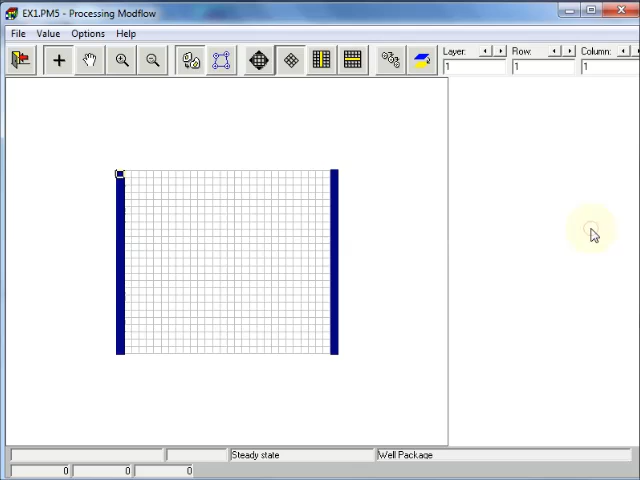 EX1.PM5 - Processing Modflow
File Value Options Help
Layer: Row: Column:
1 1 1
Steady state Well Package
0 0 0